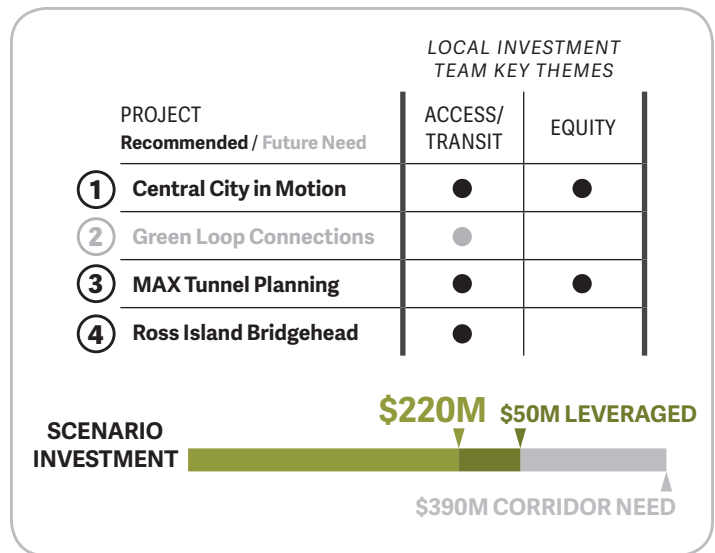 LOCAL INVESTMENT
TEAM KEY THEMES
PROJECT
Recommended / Future Need
ACCESS/
TRANSIT
EQUITY
1 Central City in Motion
2 Green Loop Connections
3 MAX Tunnel Planning
4 Ross Island Bridgehead
SCENARIO
INVESTMENT
$220M
$50M LEVERAGED
$390M CORRIDOR NEED